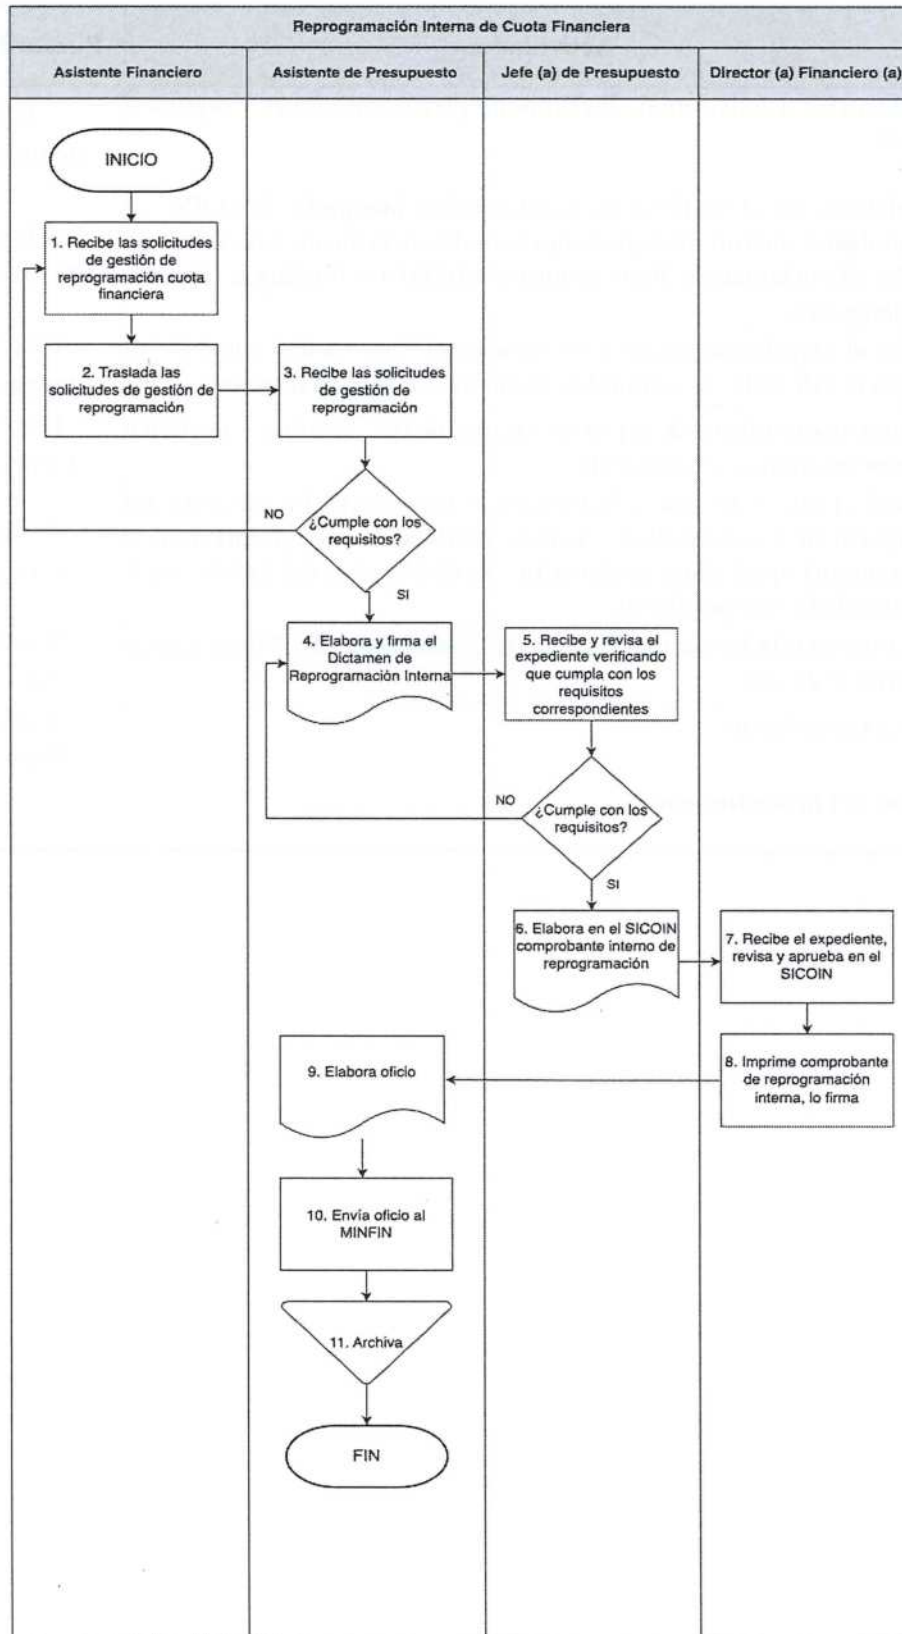 Reprogramación Interna de Cuota Financiera
Asistente Financiero
Asistente de Presupuesto
Jefe (a) de Presupuesto
Director (a) Financiero (a)
INICIO
1. Recibe las solicitudes
de gestión de
reprogramación cuota
financiera
2. Traslada las
solicitudes de gestión de
reprogramación
3. Recibe las solicitudes
de gestión de
reprogramación
¿Cumple con los
requisitos?
NO
SI
4. Elabora y firma el
Dictamen de
Reprogramación Interna
5. Recibe y revisa el
expediente verificando
que cumpla con los
requisitos
correspondientes
¿Cumple con los
requisitos?
NO
SI
6. Elabora en el SICOIN
comprobante interno de
reprogramación
7. Recibe el expediente,
revisa y aprueba en el
SICOIN
8. Imprime comprobante
de reprogramación
interna, lo firma
9. Elabora oficio
10. Envía oficio al
MINFIN
11. Archiva
FIN